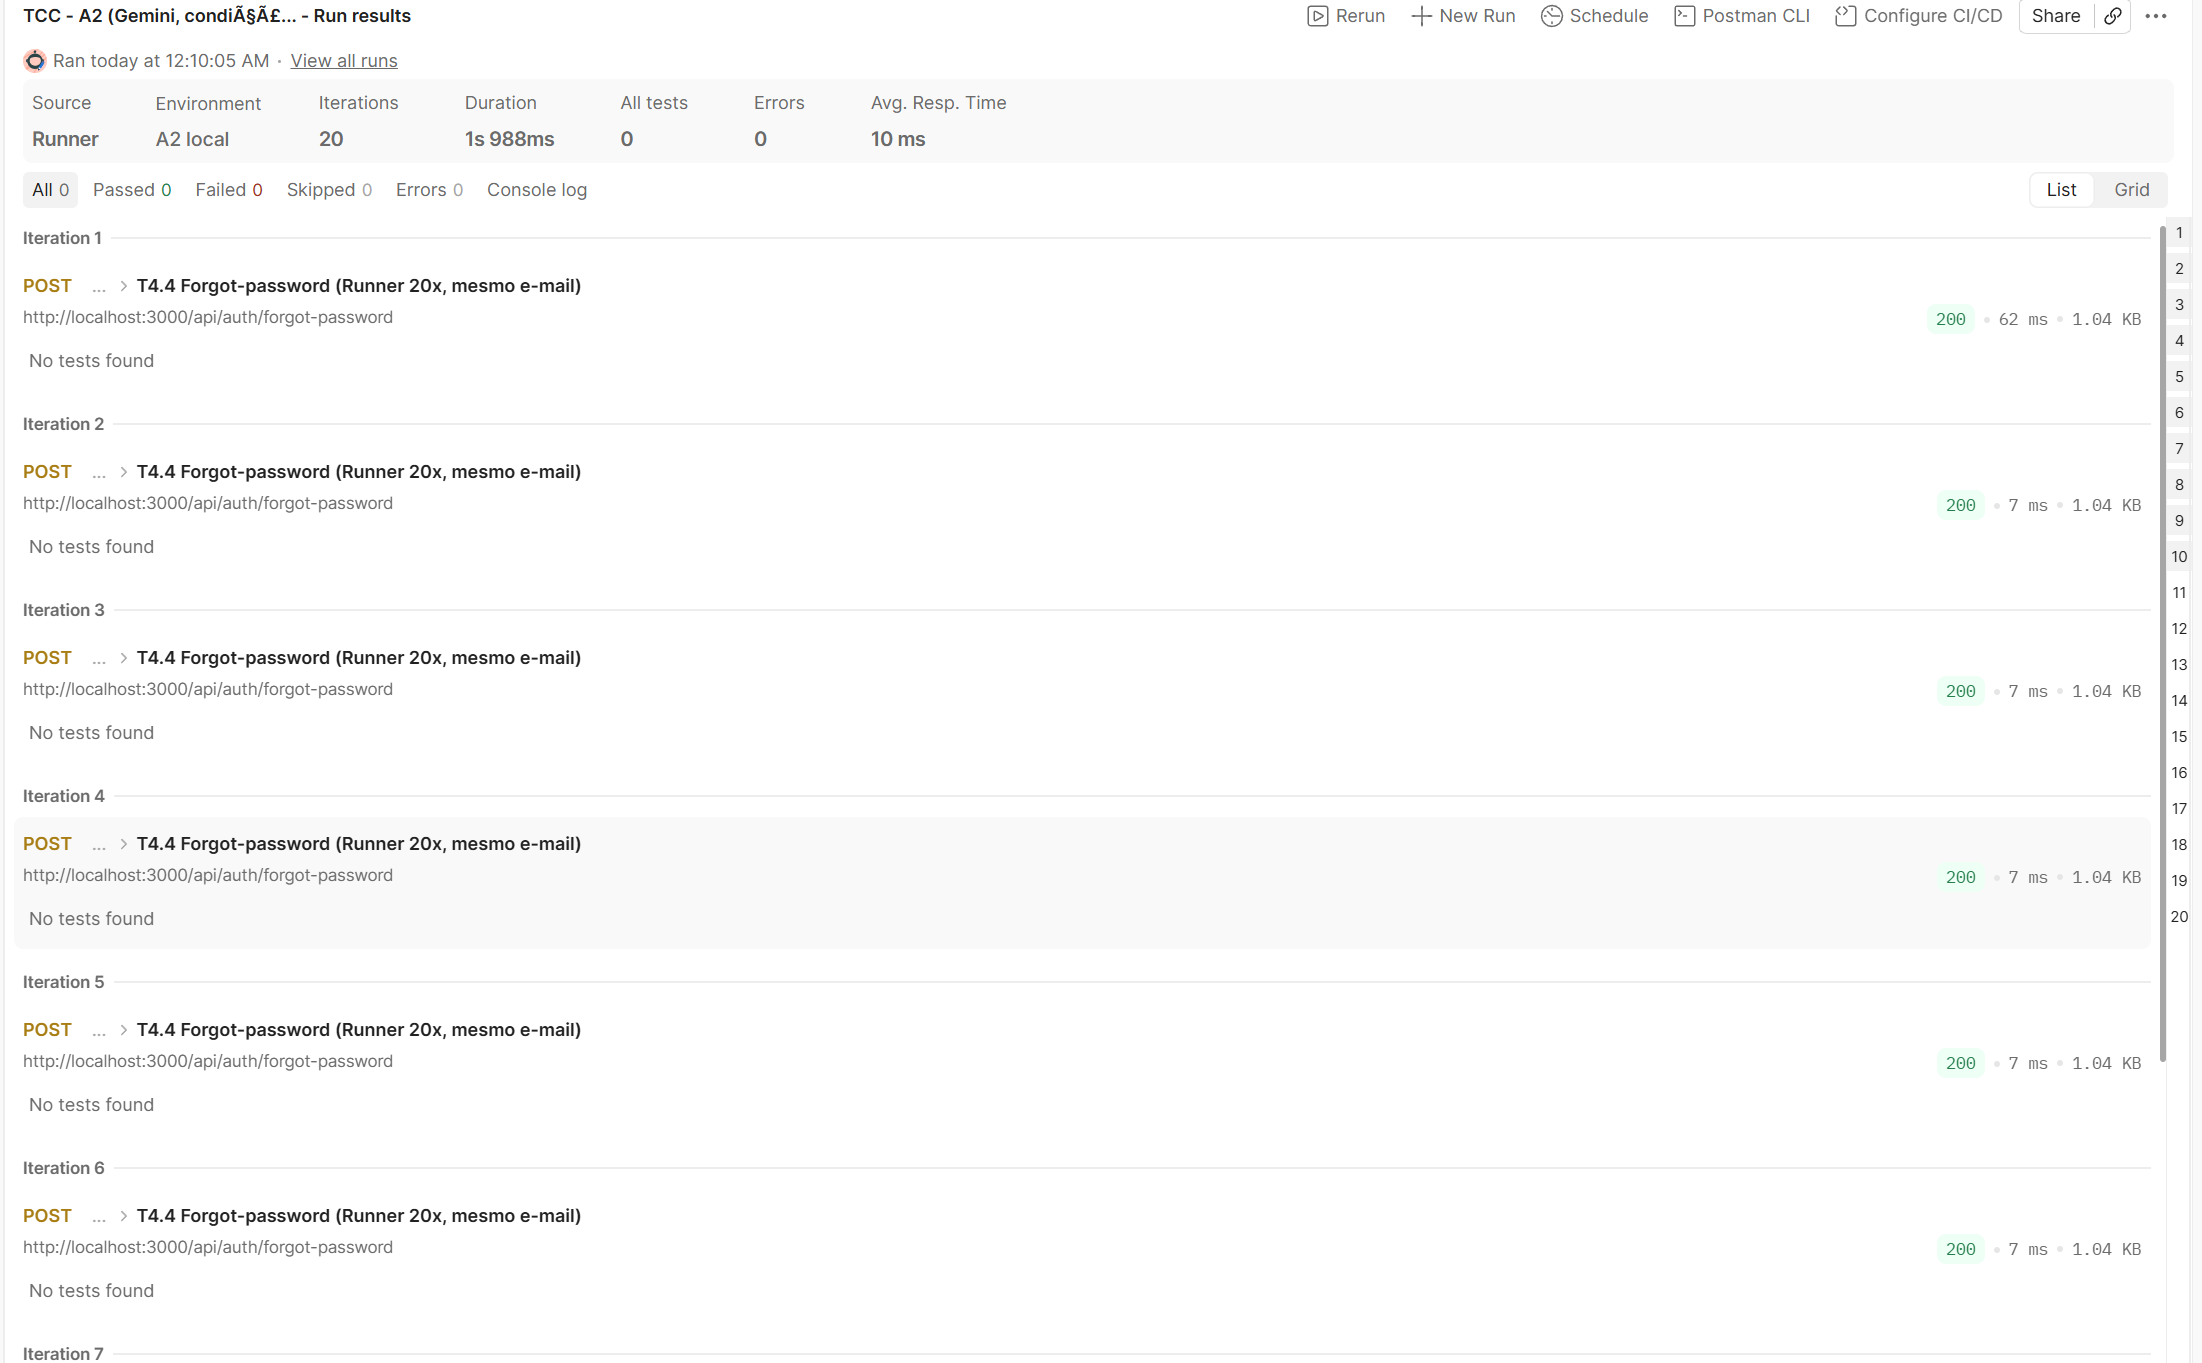 TCC - A2 (Gemini, condiÃ§Ã£... - Run results
Rerun New Run Schedule Postman CLI Configure CI/CD Share
Ran today at 12:10:05 AM · View all runs
Source Environment Iterations Duration All tests Errors Avg. Resp. Time
Runner A2 local 20 1s 988ms 0 0 10 ms
All 0 Passed 0 Failed 0 Skipped 0 Errors 0 Console log List Grid
Iteration 1
POST ... > T4.4 Forgot-password (Runner 20x, mesmo e-mail)
http://localhost:3000/api/auth/forgot-password
200 • 62 ms • 1.04 KB
No tests found
Iteration 2
POST ... > T4.4 Forgot-password (Runner 20x, mesmo e-mail)
http://localhost:3000/api/auth/forgot-password
200 • 7 ms • 1.04 KB
No tests found
Iteration 3
POST ... > T4.4 Forgot-password (Runner 20x, mesmo e-mail)
http://localhost:3000/api/auth/forgot-password
200 • 7 ms • 1.04 KB
No tests found
Iteration 4
POST ... > T4.4 Forgot-password (Runner 20x, mesmo e-mail)
http://localhost:3000/api/auth/forgot-password
200 • 7 ms • 1.04 KB
No tests found
Iteration 5
POST ... > T4.4 Forgot-password (Runner 20x, mesmo e-mail)
http://localhost:3000/api/auth/forgot-password
200 • 7 ms • 1.04 KB
No tests found
Iteration 6
POST ... > T4.4 Forgot-password (Runner 20x, mesmo e-mail)
http://localhost:3000/api/auth/forgot-password
200 • 7 ms • 1.04 KB
No tests found
Iteration 7
1
2
3
4
5
6
7
8
9
10
11
12
13
14
15
16
17
18
19
20